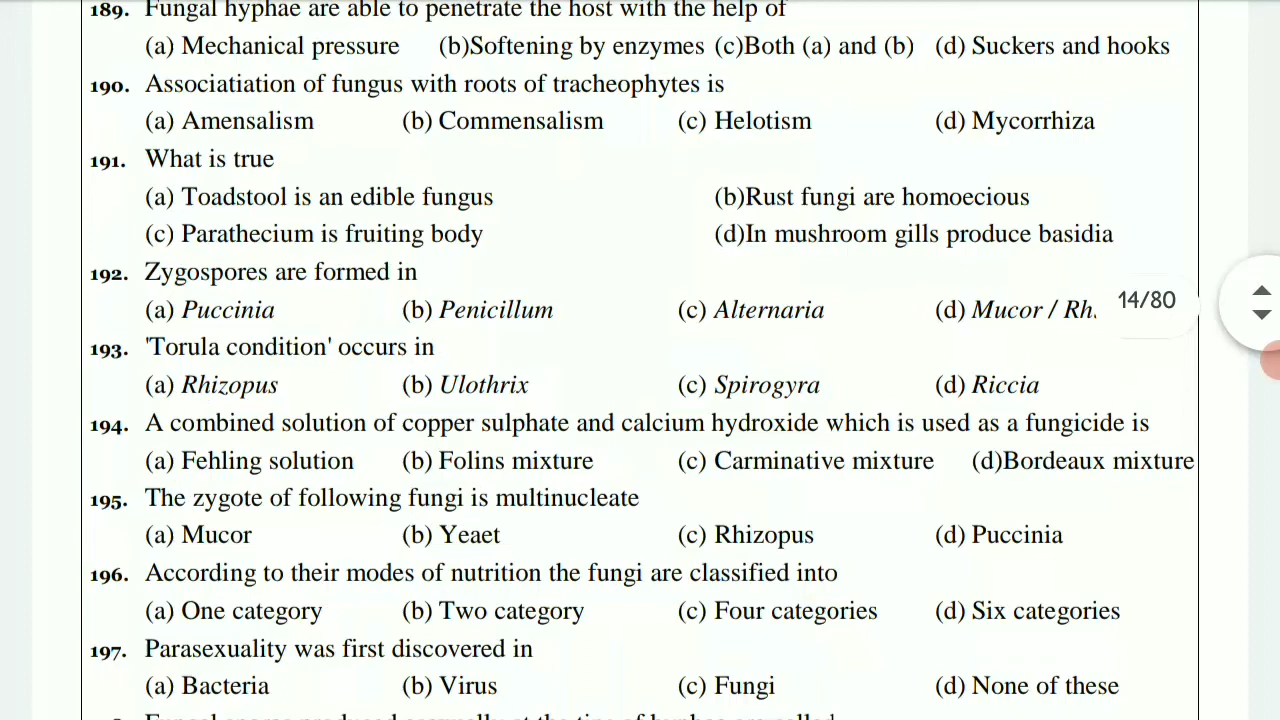 189. Fungal hyphae are able to penetrate the host with the help of
(a) Mechanical pressure (b)Softening by enzymes (c)Both (a) and (b) (d) Suckers and hooks
190. Associatiation of fungus with roots of tracheophytes is
(a) Amensalism (b) Commensalism (c) Helotism (d) Mycorrhiza
191. What is true
(a) Toadstool is an edible fungus (b)Rust fungi are homoecious
(c) Parathecium is fruiting body (d)In mushroom gills produce basidia
192. Zygospores are formed in
(a) Puccinia (b) Penicillum (c) Alternaria (d) Mucor / Rh. 14/80
193. 'Torula condition' occurs in
(a) Rhizopus (b) Ulothrix (c) Spirogyra (d) Riccia
194. A combined solution of copper sulphate and calcium hydroxide which is used as a fungicide is
(a) Fehling solution (b) Folins mixture (c) Carminative mixture (d)Bordeaux mixture
195. The zygote of following fungi is multinucleate
(a) Mucor (b) Yeaet (c) Rhizopus (d) Puccinia
196. According to their modes of nutrition the fungi are classified into
(a) One category (b) Two category (c) Four categories (d) Six categories
197. Parasexuality was first discovered in
(a) Bacteria (b) Virus (c) Fungi (d) None of these